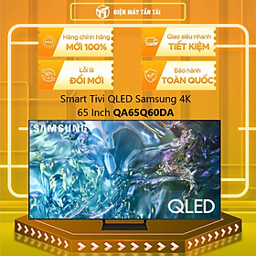 ĐIỆN MÁY TẤN TÀI
Hàng chính hãng
MỚI 100%
Giao siêu nhanh
TIẾT KIỆM
Lỗi là
ĐỔI MỚI
Bảo hành
TOÀN QUỐC
Smart Tivi QLED Samsung 4K
65 Inch QA65Q60DA
SAMSUNG
QLED